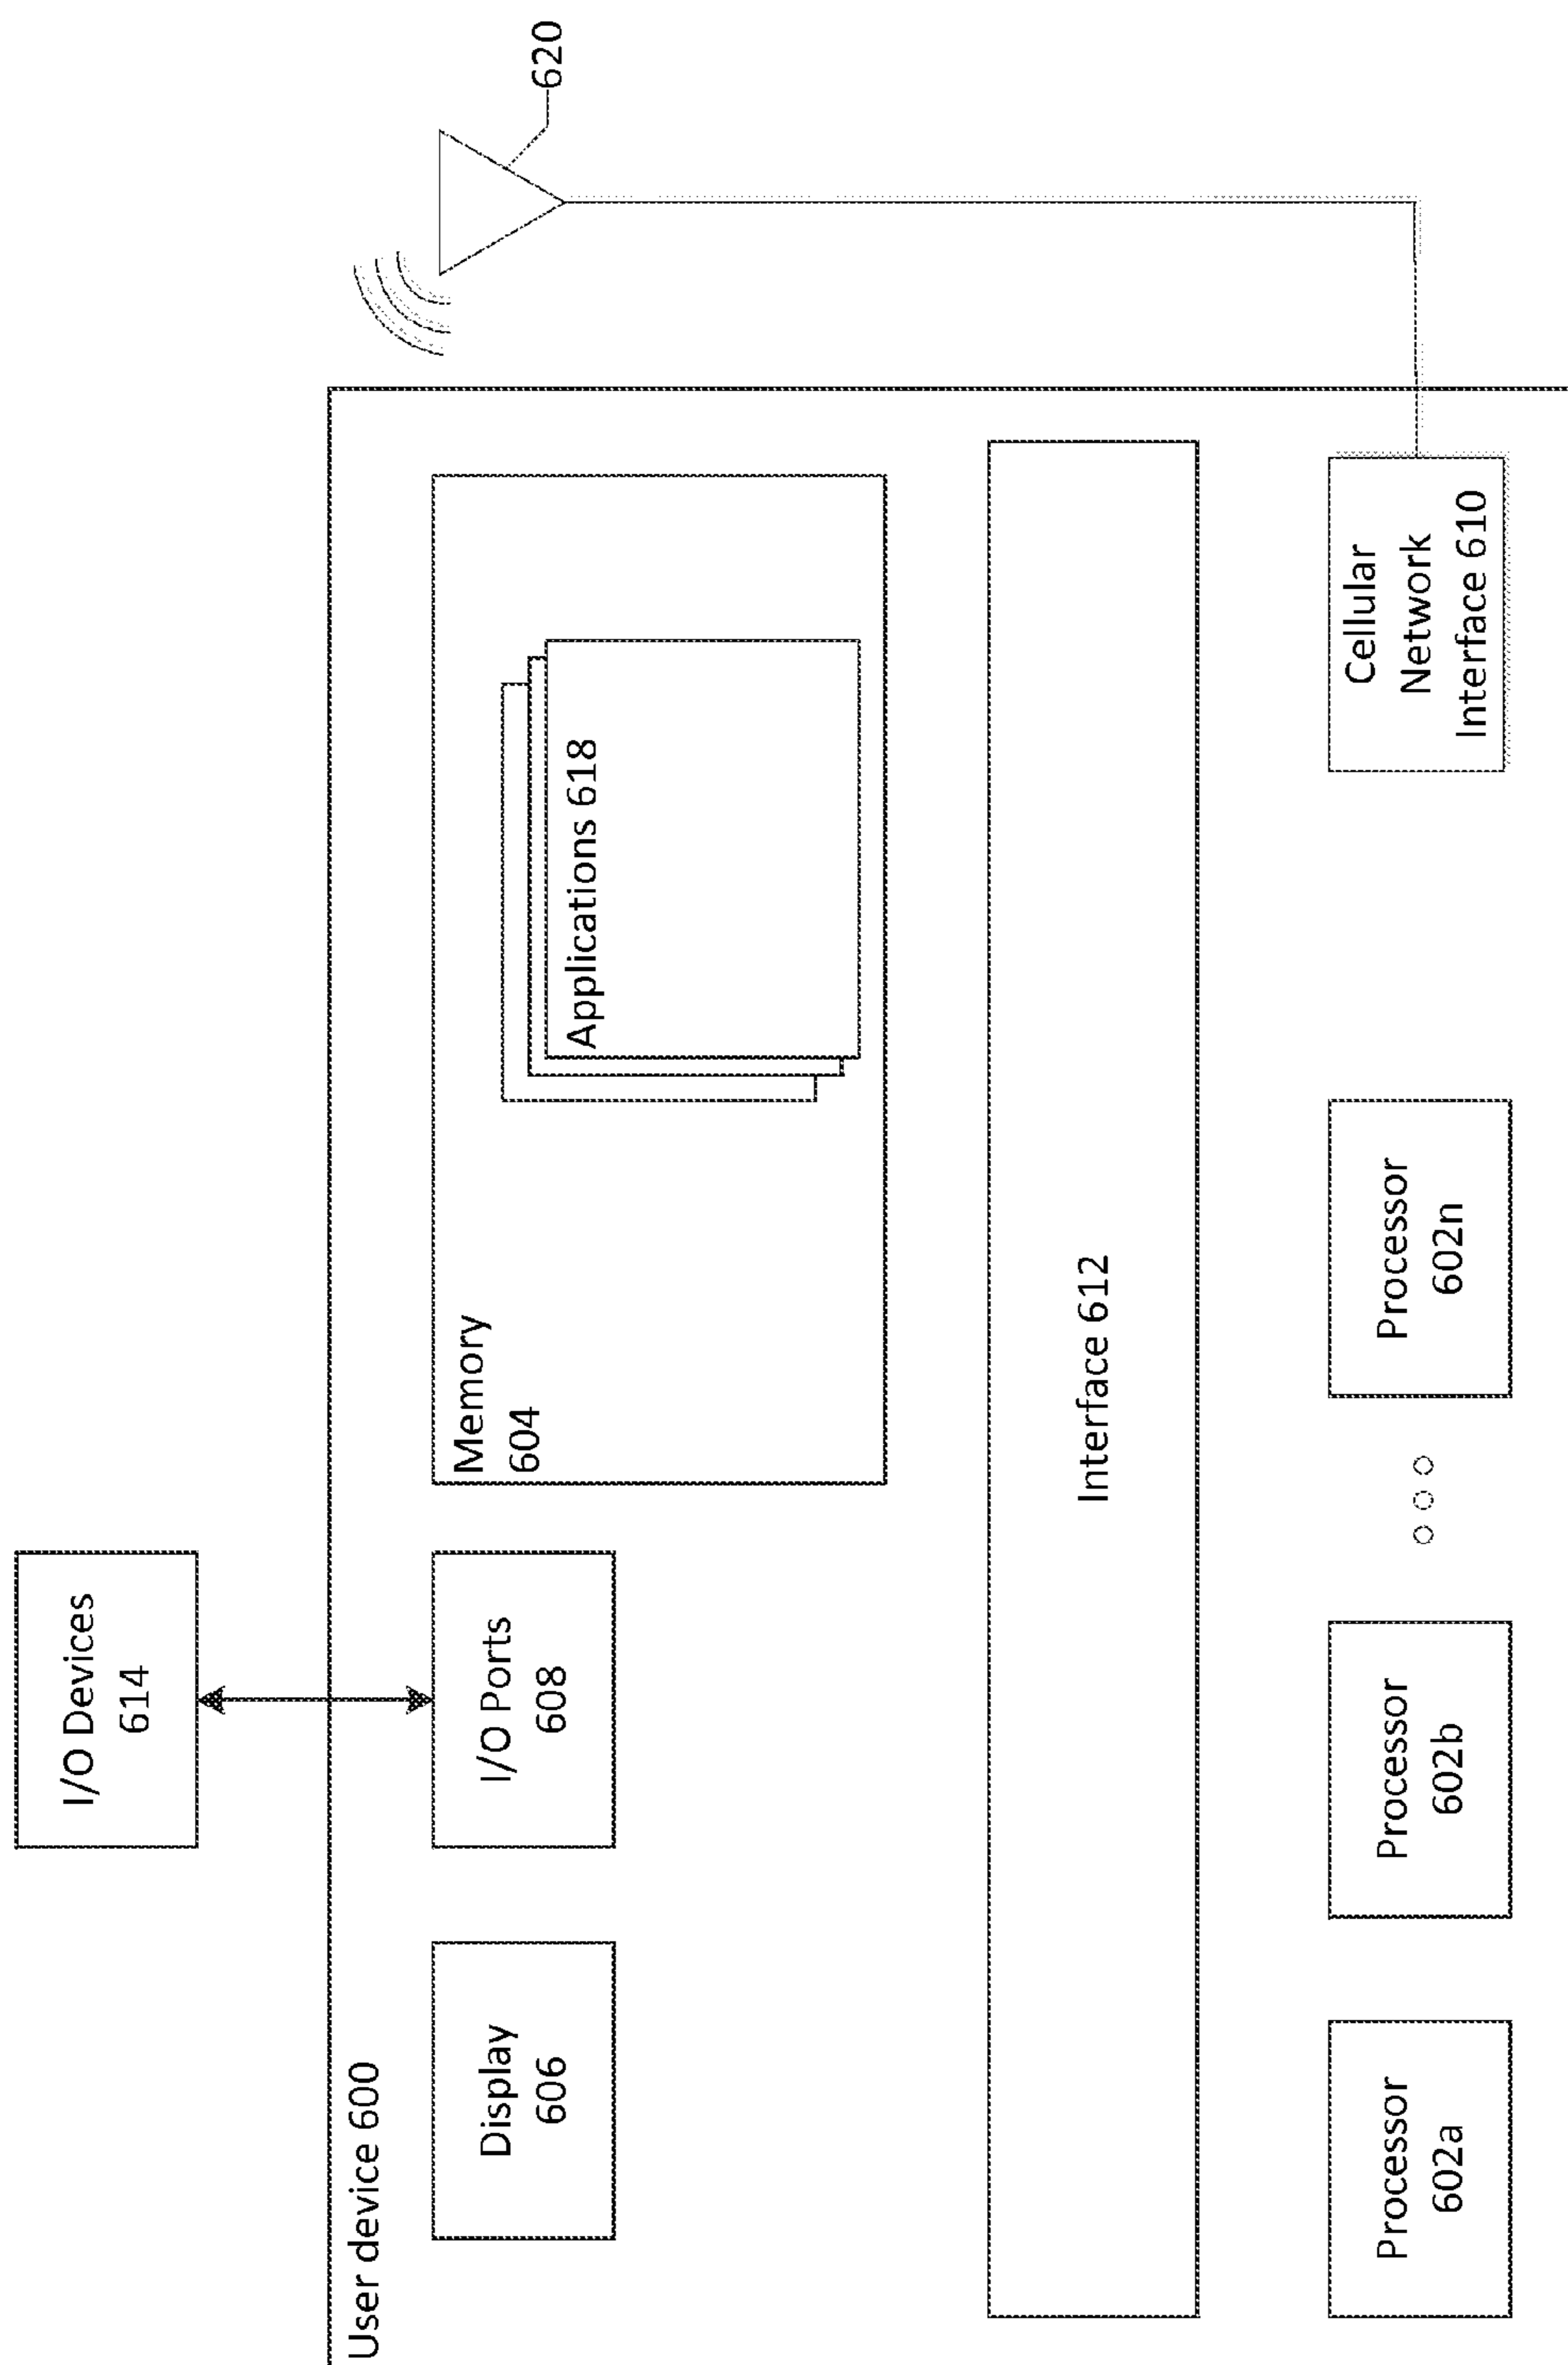 I/O Devices
614
620
User device 600
Display
606
I/O Ports
608
Memory
604
Applications 618
Interface 612
Processor
602a
Processor
602b
Processor
602n
Cellular
Network
Interface 610